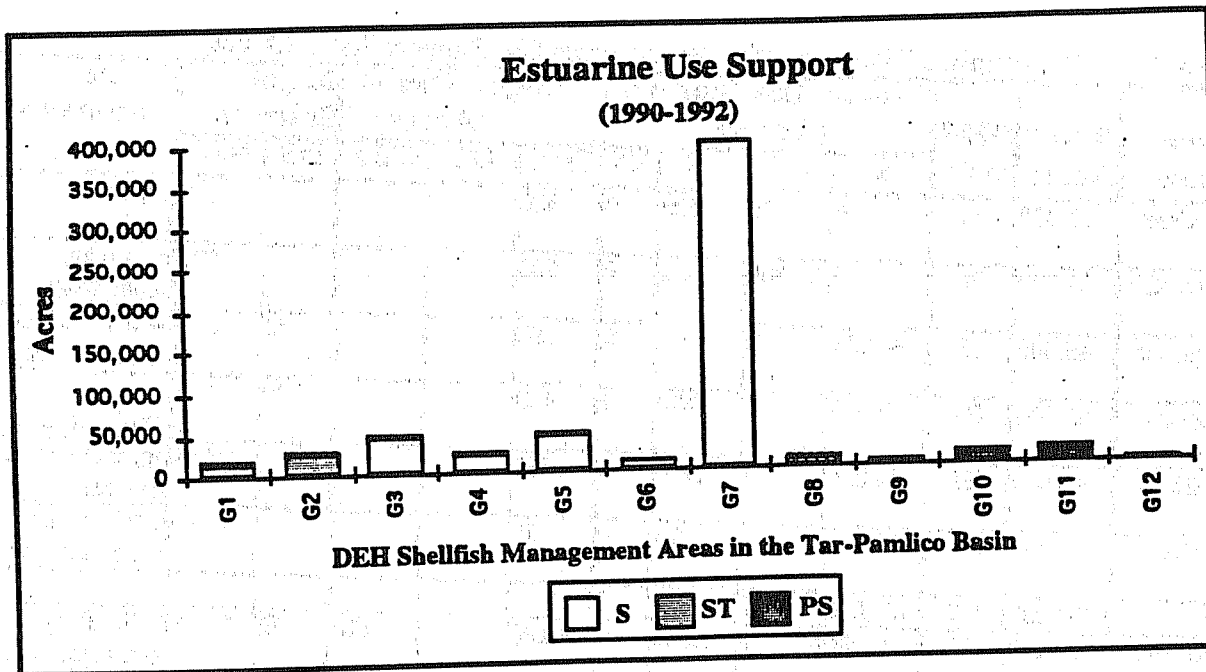 Estuarine Use Support
(1990-1992)
400,000
350,000
300,000
250,000
200,000
150,000
100,000
50,000
0
Acres
G1 G2 G3 G4 G5 G6 G7 G8 G9 G10 G11 G12
DEH Shellfish Management Areas in the Tar-Pamlico Basin
S ST PS